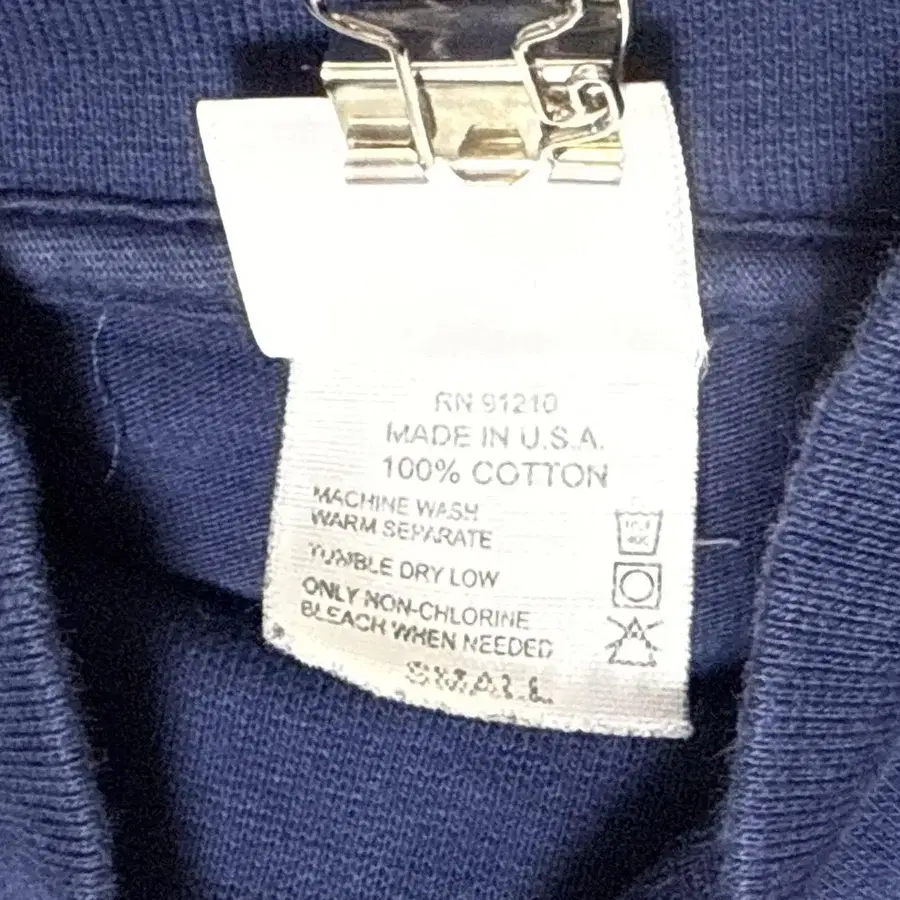 RN 91210
MADE IN U.S.A.
100% COTTON
MACHINE WASH
WARM SEPARATE
TUMBLE DRY LOW
ONLY NON-CHLORINE
BLEACH WHEN NEEDED
SMALL